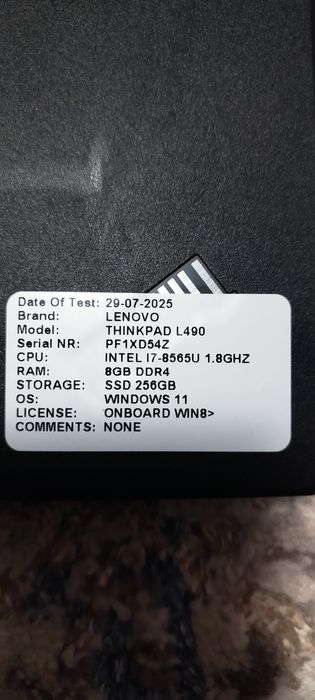 Date Of Test: 29-07-2025
Brand: LENOVO
Model: THINKPAD L490
Serial NR: PF1XD54Z
CPU: INTEL I7-8565U 1.8GHZ
RAM: 8GB DDR4
STORAGE: SSD 256GB
OS: WINDOWS 11
LICENSE: ONBOARD WIN8>
COMMENTS: NONE